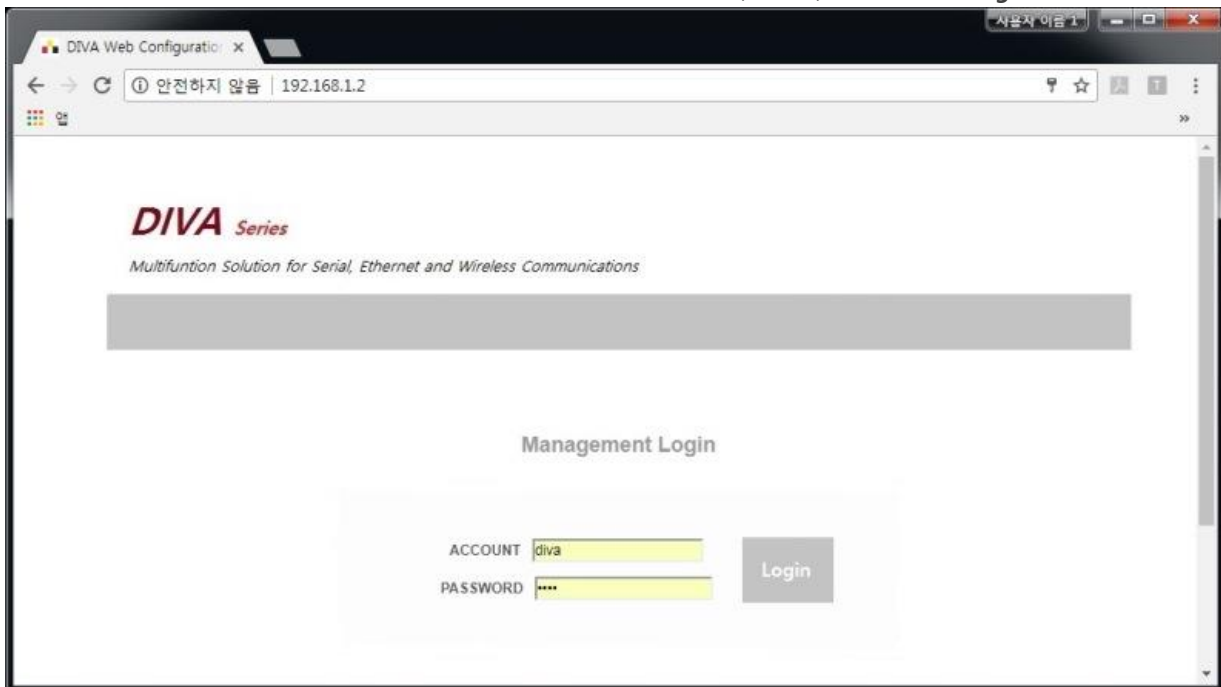 사용자 이름 1
DIVA Web Configuratio
안전하지 않음 | 192.168.1.2
앱
DIVA Series
Multifuntion Solution for Serial, Ethernet and Wireless Communications
Management Login
ACCOUNT diva
PASSWORD ••••
Login